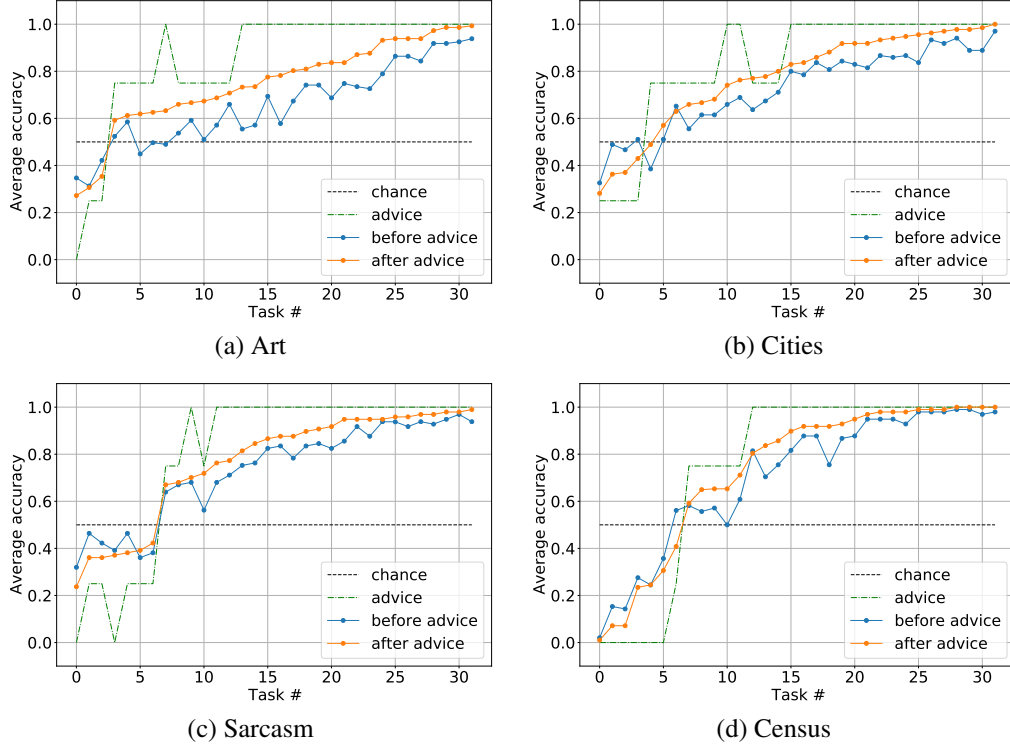 1.0
0.8
0.6
0.4
0.2
0.0
Average accuracy
0 5 10 15 20 25 30
Task #
chance
advice
before advice
after advice
(a) Art
1.0
0.8
0.6
0.4
0.2
0.0
Average accuracy
0 5 10 15 20 25 30
Task #
chance
advice
before advice
after advice
(b) Cities
1.0
0.8
0.6
0.4
0.2
0.0
Average accuracy
0 5 10 15 20 25 30
Task #
chance
advice
before advice
after advice
(c) Sarcasm
1.0
0.8
0.6
0.4
0.2
0.0
Average accuracy
0 5 10 15 20 25 30
Task #
chance
advice
before advice
after advice
(d) Census